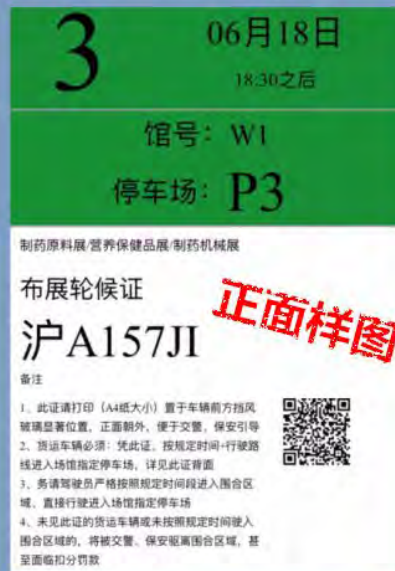 3
06月18日
18:30之后
馆号：W1
停车场：P3
制药原料展/营养保健品展/制药机械展
布展轮候证
正面样图
沪A157JI
备注
1、此证请打印（A4纸大小）置于车辆前方挡风
玻璃显著位置，正面朝外，便于交警，保安引导
2、货运车辆必须：凭此证、按规定时间+行驶路
线进入场馆指定停车场，详见此证背面
3、务请驾驶员严格按照规定时间段进入围合区
域，直接行驶进入场馆指定停车场
4、未见此证的货运车辆或未按照规定时间驶入
围合区域的，将被交警、保安驱离围合区域，甚
至面临扣分罚款